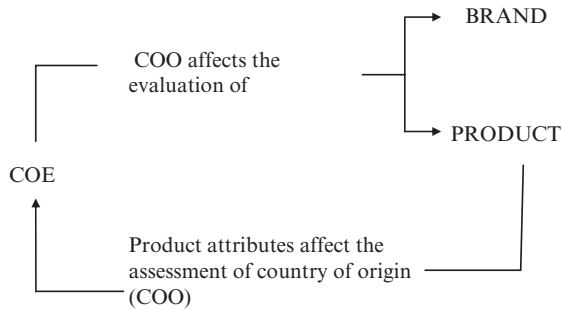 BRAND
COO affects the
evaluation of
PRODUCT
COE
Product attributes affect the
assessment of country of origin
(COO)